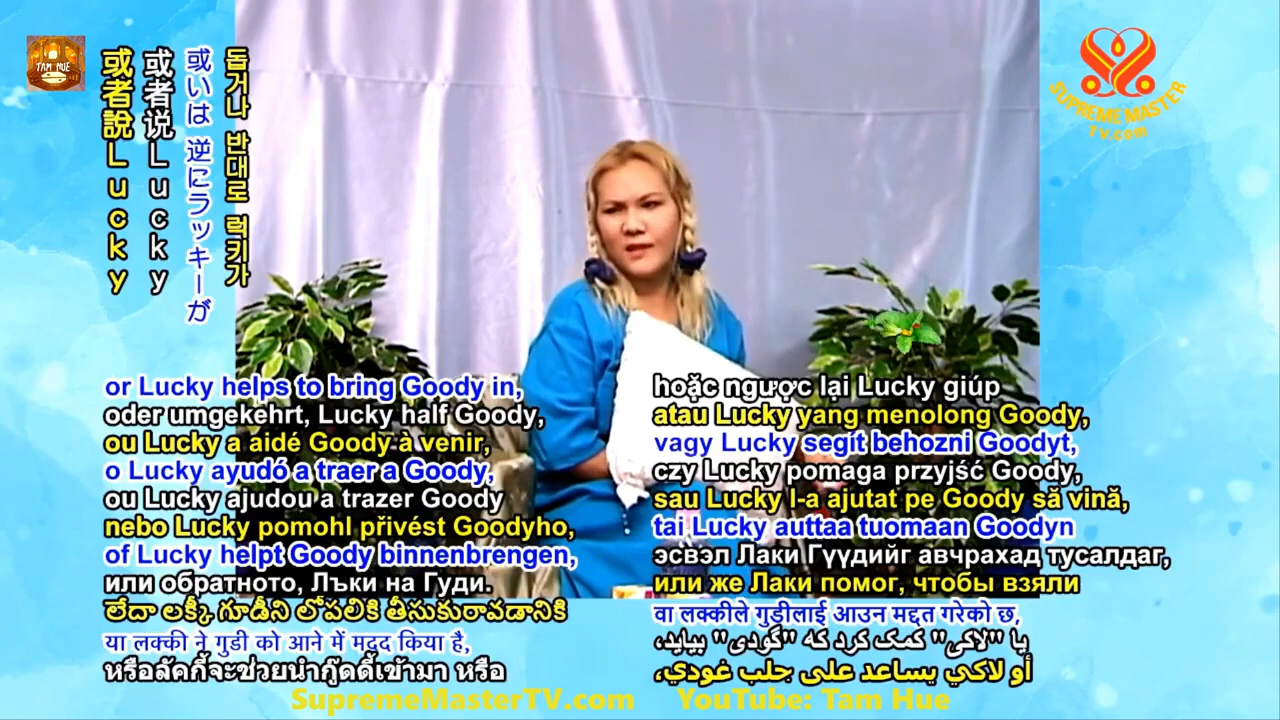 TAM HUE
SUPREME MASTER
TV.com
或者說Lucky
或者说Lucky
或いは 逆にラッキーが
돕거나 반대로 럭키가
or Lucky helps to bring Goody in,
oder umgekehrt, Lucky half Goody,
ou Lucky a aidé Goody à venir,
o Lucky ayudó a traer a Goody,
ou Lucky ajudou a trazer Goody
nebo Lucky pomohl přivést Goodyho,
of Lucky helpt Goody binnenbrengen,
или обратното, Лъки на Гуди.
లేదా లక్కీ గూడీని లోపలికి తీసుకురావడానికి
या लक्की ने गुडी को आने में मदद किया है,
หรือลัคกี้จะช่วยนำกู๊ดดี้เข้ามา หรือ
hoặc ngược lại Lucky giúp
atau Lucky yang menolong Goody,
vagy Lucky segít behozni Goodyt,
czy Lucky pomaga przyjść Goody,
sau Lucky l-a ajutat pe Goody să vină,
tai Lucky auttaa tuomaan Goodyn
эсвэл Лаки Гүүдийг авчрахад тусалдаг,
или же Лаки помог, чтобы взяли
वा लक्कीले गुडीलाई आउन मद्दत गरेको छ,
یا "لاکی" کمک کرد که "گودی" بیاید،
أو لاكي يساعد على جلب غودي،
SupremeMasterTV.com YouTube: Tam Hue